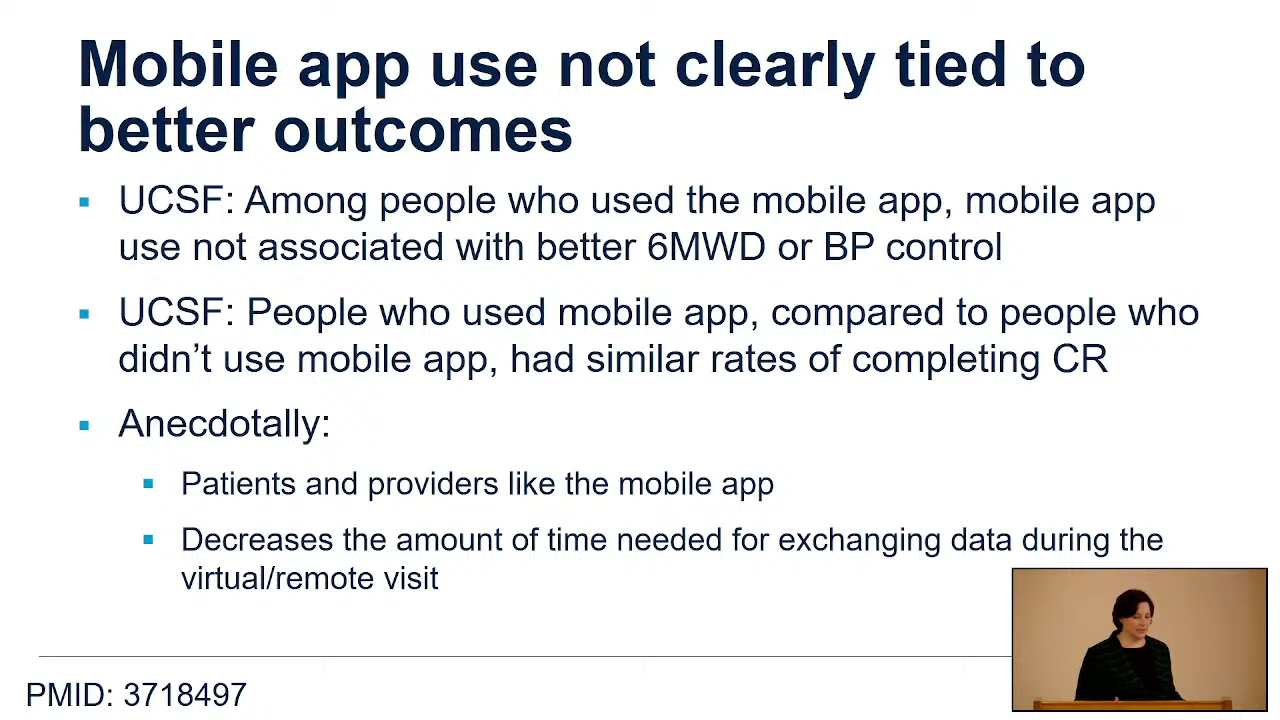 Mobile app use not clearly tied to
better outcomes
▪ UCSF: Among people who used the mobile app, mobile app
use not associated with better 6MWD or BP control
▪ UCSF: People who used mobile app, compared to people who
didn’t use mobile app, had similar rates of completing CR
▪ Anecdotally:
▪ Patients and providers like the mobile app
▪ Decreases the amount of time needed for exchanging data during the
virtual/remote visit
PMID: 3718497